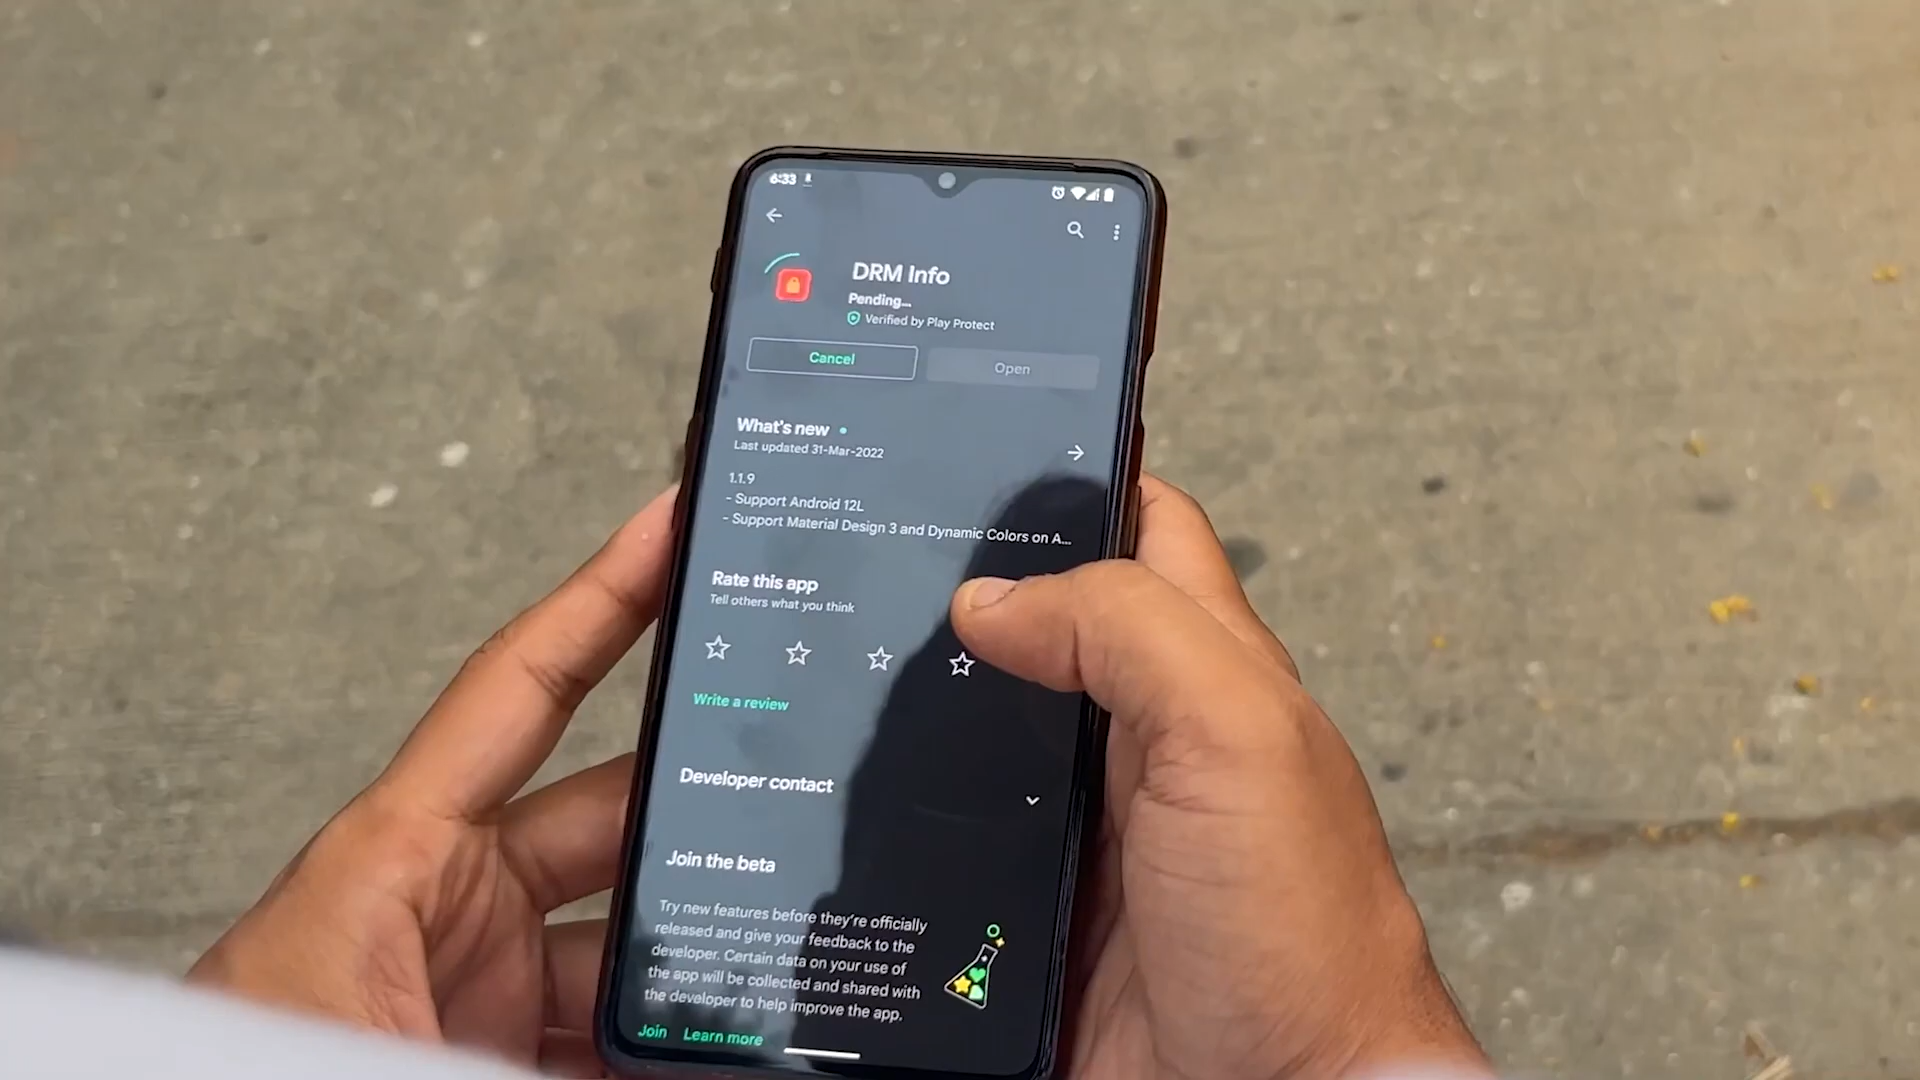 6:33
DRM Info
Pending...
Verified by Play Protect
Cancel
Open
What's new
Last updated 31-Mar-2022
1.1.9
- Support Android 12L
- Support Material Design 3 and Dynamic Colors on A...
Rate this app
Tell others what you think
Write a review
Developer contact
Join the beta
Try new features before they're officially
released and give your feedback to the
developer. Certain data on your use of
the app will be collected and shared with
the developer to help improve the app.
Join Learn more